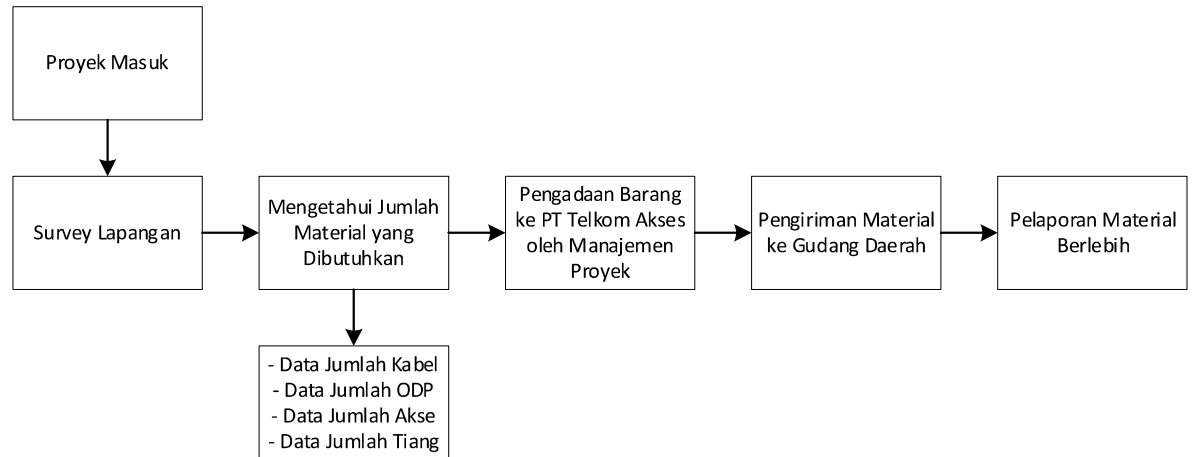 Proyek Masuk
Survey Lapangan
Mengetahui Jumlah
Material yang
Dibutuhkan
Pengadaan Barang
ke PT Telkom Akses
oleh Manajemen
Proyek
Pengiriman Material
ke Gudang Daerah
Pelaporan Material
Berlebih
- Data Jumlah Kabel
- Data Jumlah ODP
- Data Jumlah Akse
- Data Jumlah Tiang